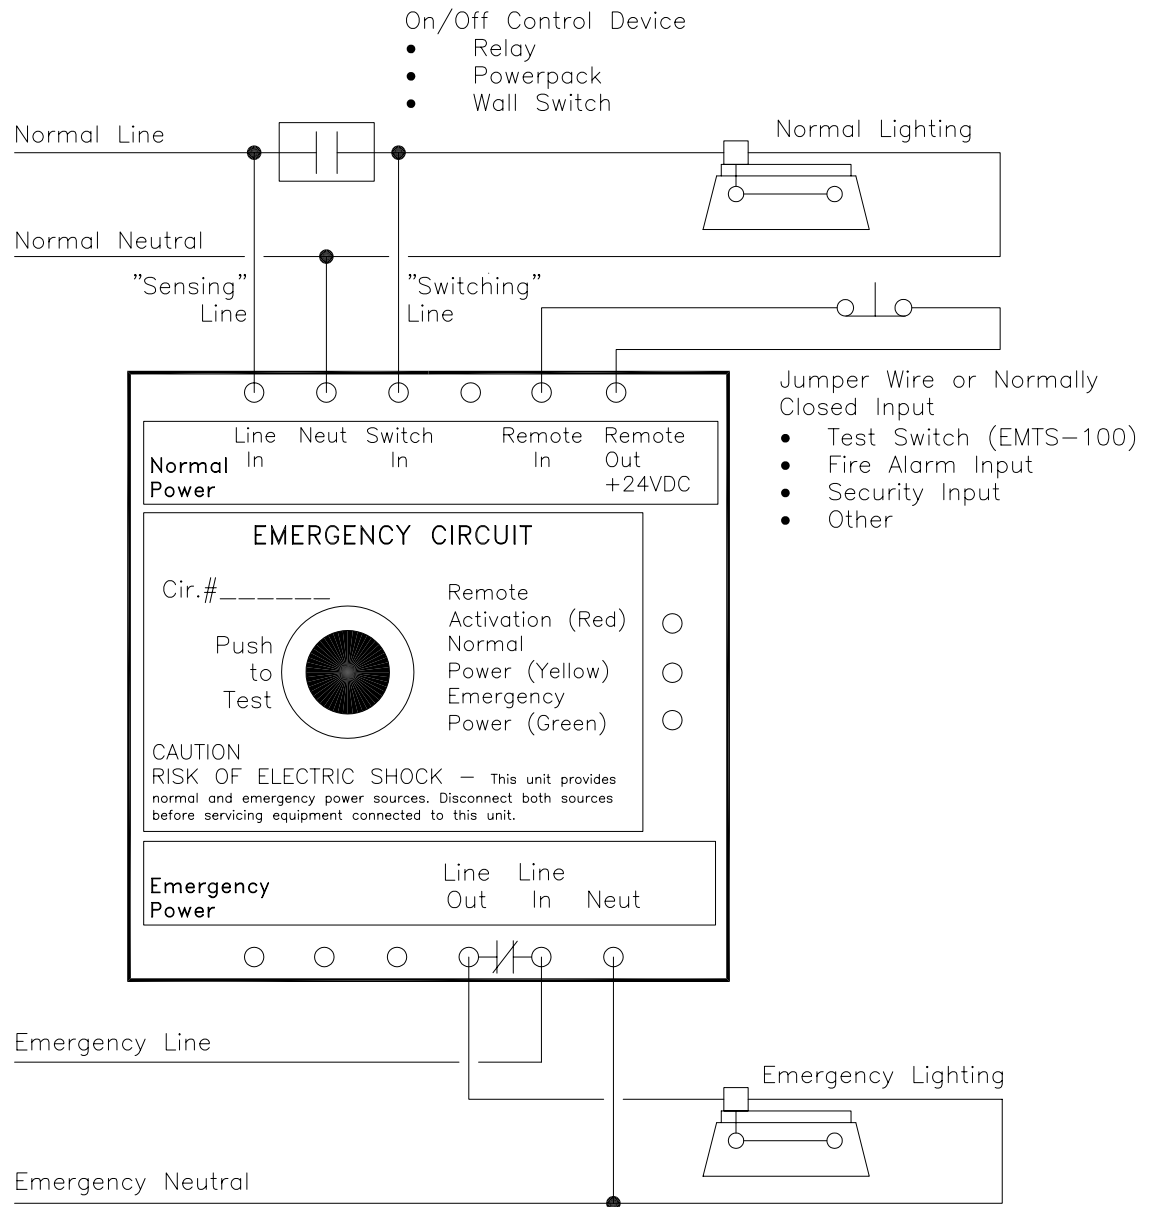 On/Off Control Device
• Relay
• Powerpack
• Wall Switch
Normal Line
Normal Lighting
Normal Neutral
"Sensing"
Line
"Switching"
Line
Jumper Wire or Normally
Closed Input
• Test Switch (EMTS-100)
• Fire Alarm Input
• Security Input
• Other
Line
In
Neut
Switch
In
Remote
In
Remote
Out
+24VDC
Normal
Power
EMERGENCY CIRCUIT
Cir.#______
Push
to
Test
Remote
Activation (Red)
Normal
Power (Yellow)
Emergency
Power (Green)
CAUTION
RISK OF ELECTRIC SHOCK – This unit provides
normal and emergency power sources. Disconnect both sources
before servicing equipment connected to this unit.
Emergency
Power
Line
Out
Line
In
Neut
Emergency Line
Emergency Lighting
Emergency Neutral